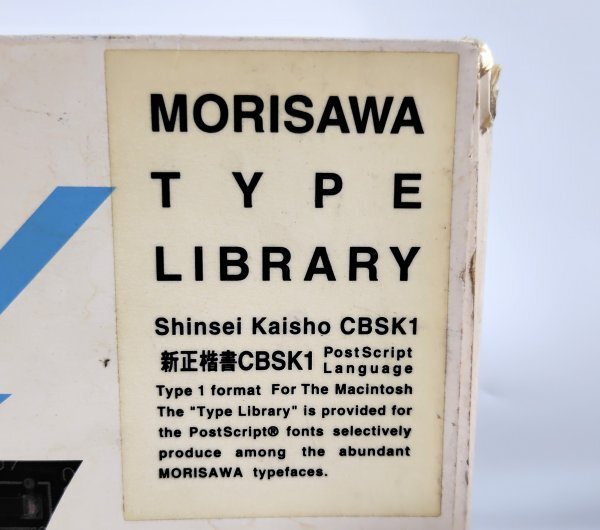 MORISAWA
TYPE
LIBRARY
Shinsei Kaisho CBSK1
新正楷書CBSK1 PostScript Language
Type 1 format For The Macintosh
The "Type Library" is provided for
the PostScript® fonts selectively
produce among the abundant
MORISAWA typefaces.